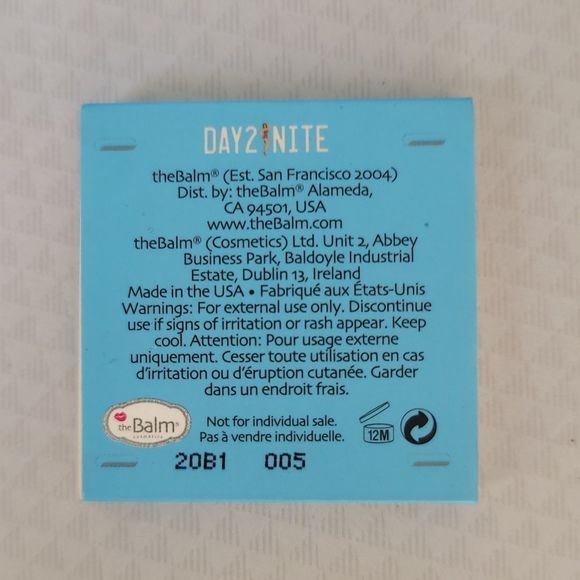 DAY2NITE
theBalm® (Est. San Francisco 2004)
Dist. by: theBalm® Alameda,
CA 94501, USA
www.theBalm.com
theBalm® (Cosmetics) Ltd. Unit 2, Abbey
Business Park, Baldoyle Industrial
Estate, Dublin 13, Ireland
Made in the USA • Fabriqué aux États-Unis
Warnings: For external use only. Discontinue
use if signs of irritation or rash appear. Keep
cool. Attention: Pour usage externe
uniquement. Cesser toute utilisation en cas
d'irritation ou d'éruption cutanée. Garder
dans un endroit frais.
theBalm®
COSMETICS
Not for individual sale.
Pas à vendre individuelle.
12M
20B1 005